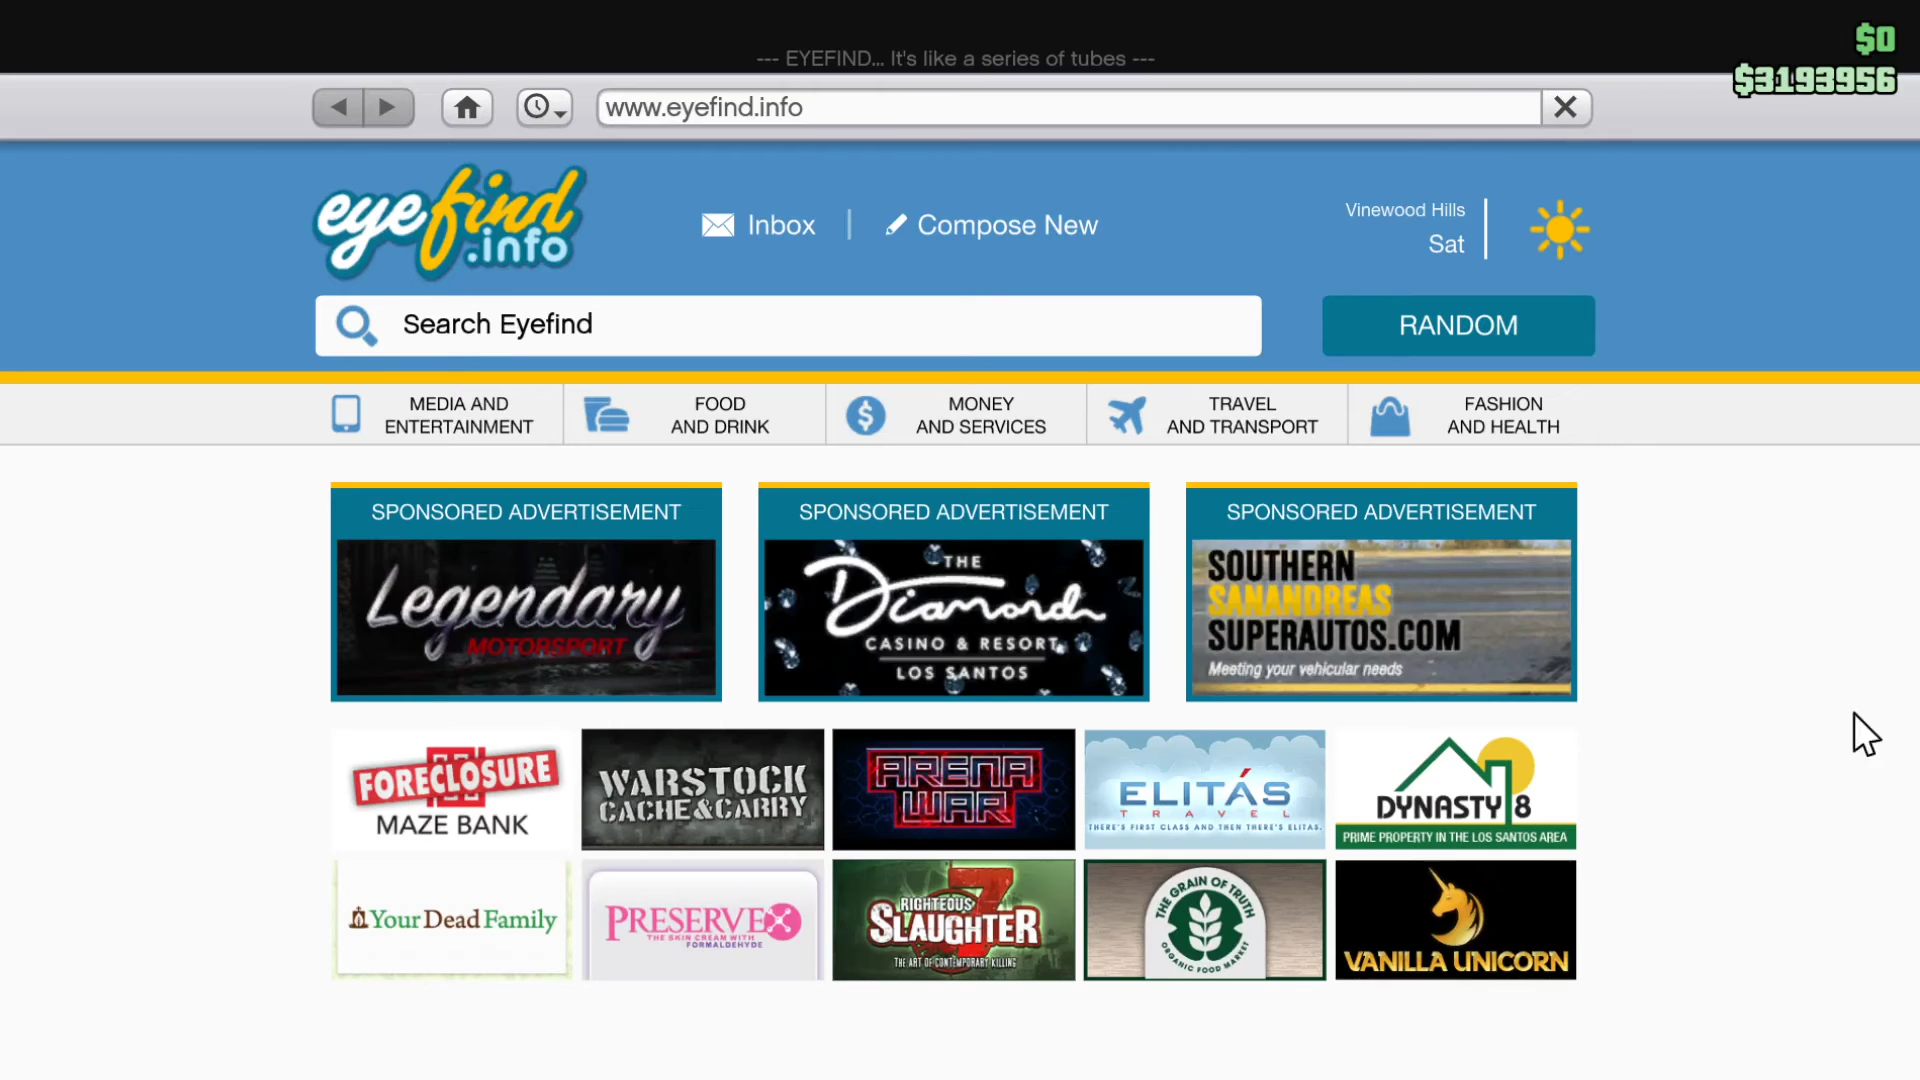 $0
--- EYEFIND... It's like a series of tubes ---
$3193956
www.eyefind.info
eyefind
.info
Inbox
Compose New
Vinewood Hills
Sat
Search Eyefind
RANDOM
MEDIA AND
ENTERTAINMENT
FOOD
AND DRINK
MONEY
AND SERVICES
TRAVEL
AND TRANSPORT
FASHION
AND HEALTH
SPONSORED ADVERTISEMENT
Legendary
MOTORSPORT
SPONSORED ADVERTISEMENT
THE
Diamond
CASINO & RESORT
LOS SANTOS
SPONSORED ADVERTISEMENT
SOUTHERN
SANANDREAS
SUPERAUTOS.COM
Meeting your vehicular needs
FORECLOSURE
MAZE BANK
WARSTOCK
CACHE&CARRY
ARENA
WAR
ELITÁS
TRAVEL
THERE'S FIRST CLASS AND THEN THERE'S ELITAS.
DYNASTY 8
PRIME PROPERTY IN THE LOS SANTOS AREA
Your Dead Family
PRESERVEX
THE SKIN CREAM WITH
FORMALDEHYDE
RIGHTEOUS
SLAUGHTER
7
THE ART OF CONTEMPORARY KILLING
THE GRAIN OF TRUTH
ORGANIC FOOD MARKET
VANILLA UNICORN